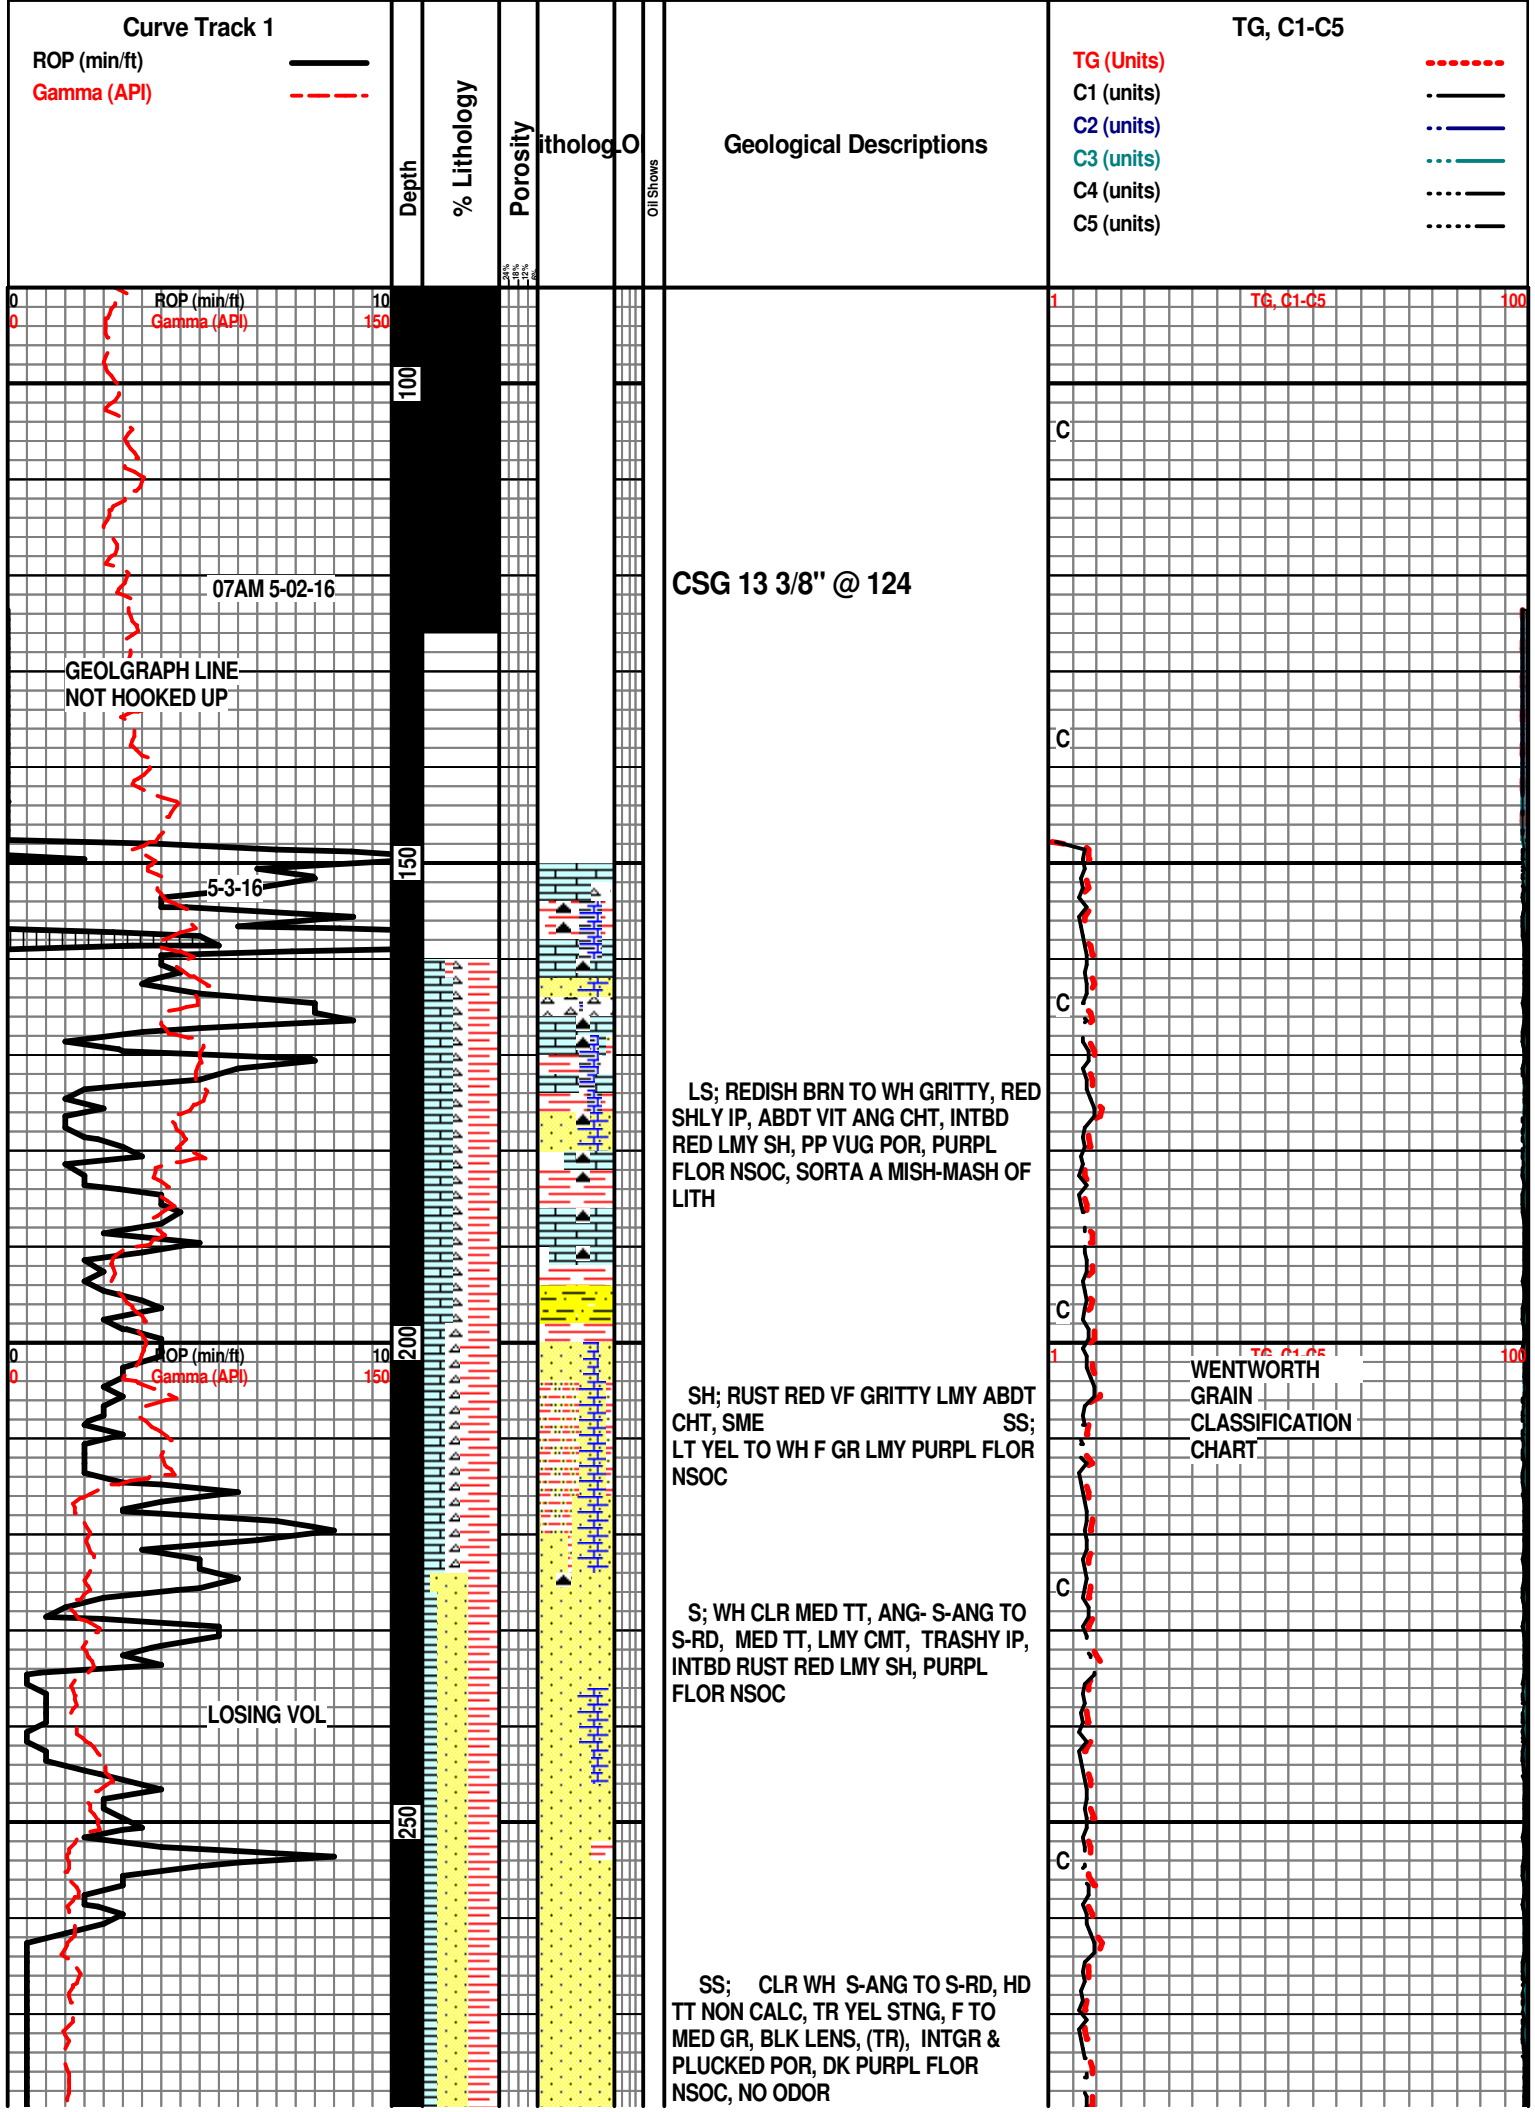 Curve Track 1
ROP (min/ft)
Gamma (API)
Depth
% Lithology
Porosity
24%
18%
12%
6%
itholog
LO
Oil Shows
Geological Descriptions
TG, C1-C5
TG (Units)
C1 (units)
C2 (units)
C3 (units)
C4 (units)
C5 (units)
0 ROP (min/ft) 10
0 Gamma (API) 150
1 TG, C1-C5 100
100
C
07AM 5-02-16
CSG 13 3/8" @ 124
GEOLGRAPH LINE
NOT HOOKED UP
C
150
5-3-16
C
LS; REDISH BRN TO WH GRITTY, RED
SHLY IP, ABDT VIT ANG CHT, INTBD
RED LMY SH, PP VUG POR, PURPL
FLOR NSOC, SORTA A MISH-MASH OF
LITH
C
200
0 ROP (min/ft) 10
0 Gamma (API) 150
1 TG, C1-C5 100
WENTWORTH
GRAIN
CLASSIFICATION
CHART
SH; RUST RED VF GRITTY LMY ABDT
CHT, SME SS;
LT YEL TO WH F GR LMY PURPL FLOR
NSOC
C
S; WH CLR MED TT, ANG- S-ANG TO
S-RD, MED TT, LMY CMT, TRASHY IP,
INTBD RUST RED LMY SH, PURPL
FLOR NSOC
LOSING VOL
250
C
SS; CLR WH S-ANG TO S-RD, HD
TT NON CALC, TR YEL STNG, F TO
MED GR, BLK LENS, (TR), INTGR &
PLUCKED POR, DK PURPL FLOR
NSOC, NO ODOR